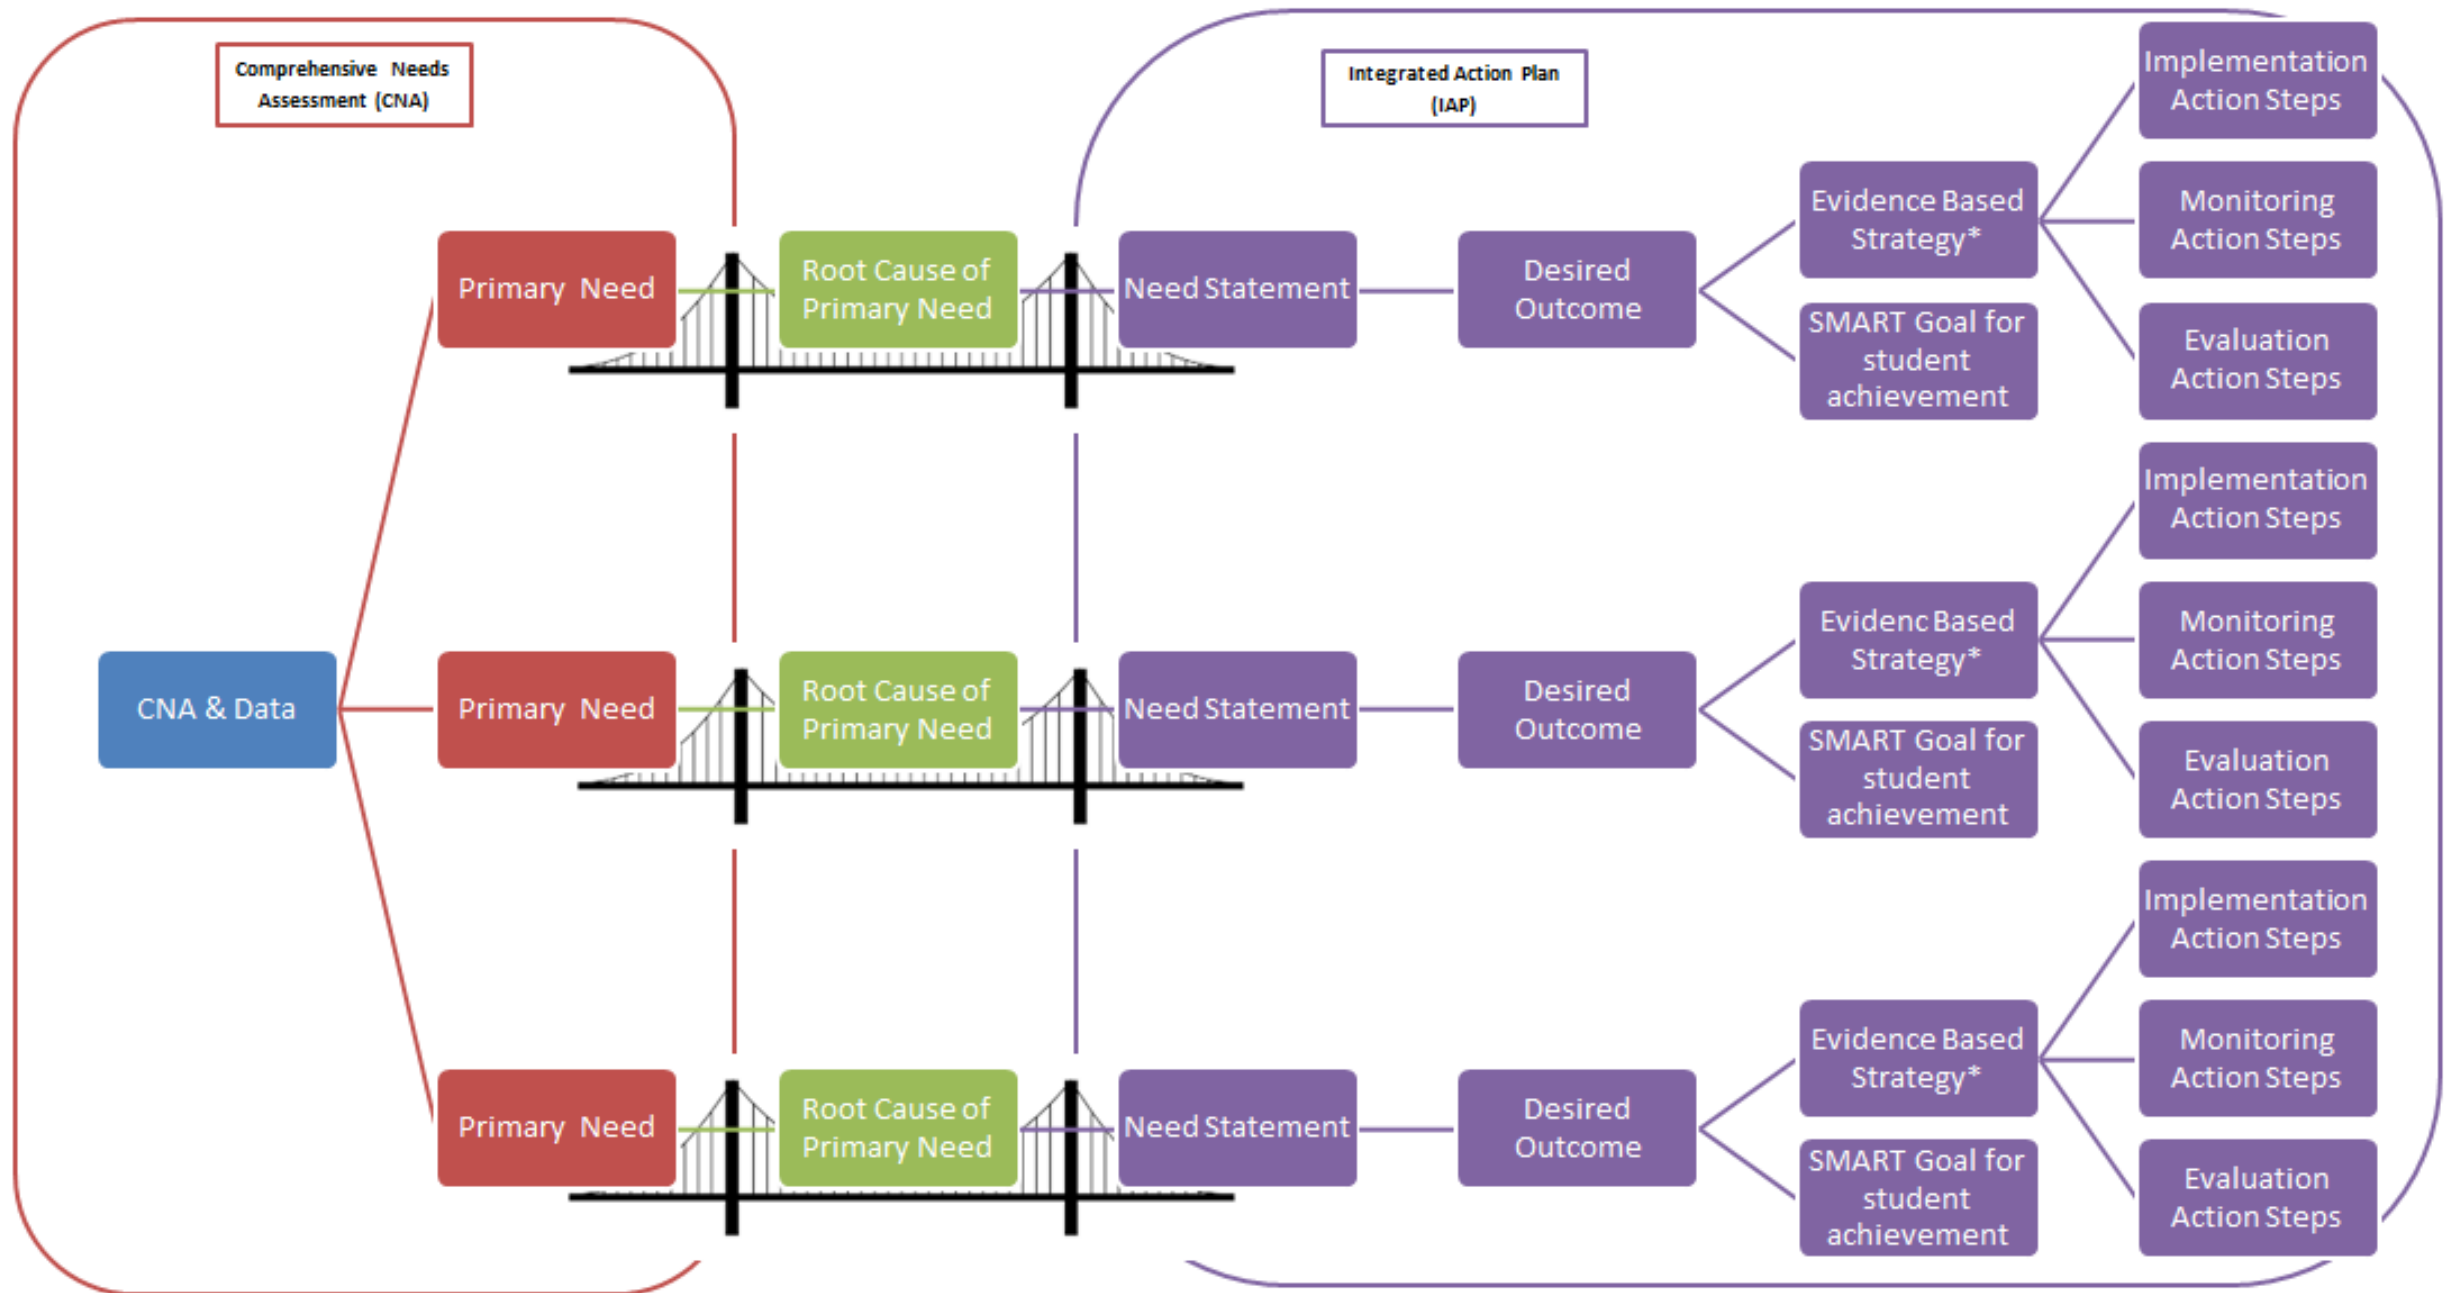 Comprehensive Needs
Assessment (CNA)
Integrated Action Plan
(IAP)
CNA & Data
Primary Need
Root Cause of
Primary Need
Need Statement
Desired
Outcome
Evidence Based
Strategy*
SMART Goal for
student
achievement
Implementation
Action Steps
Monitoring
Action Steps
Evaluation
Action Steps
Primary Need
Root Cause of
Primary Need
Need Statement
Desired
Outcome
Evidenc Based
Strategy*
SMART Goal for
student
achievement
Implementation
Action Steps
Monitoring
Action Steps
Evaluation
Action Steps
Primary Need
Root Cause of
Primary Need
Need Statement
Desired
Outcome
Evidence Based
Strategy*
SMART Goal for
student
achievement
Implementation
Action Steps
Monitoring
Action Steps
Evaluation
Action Steps